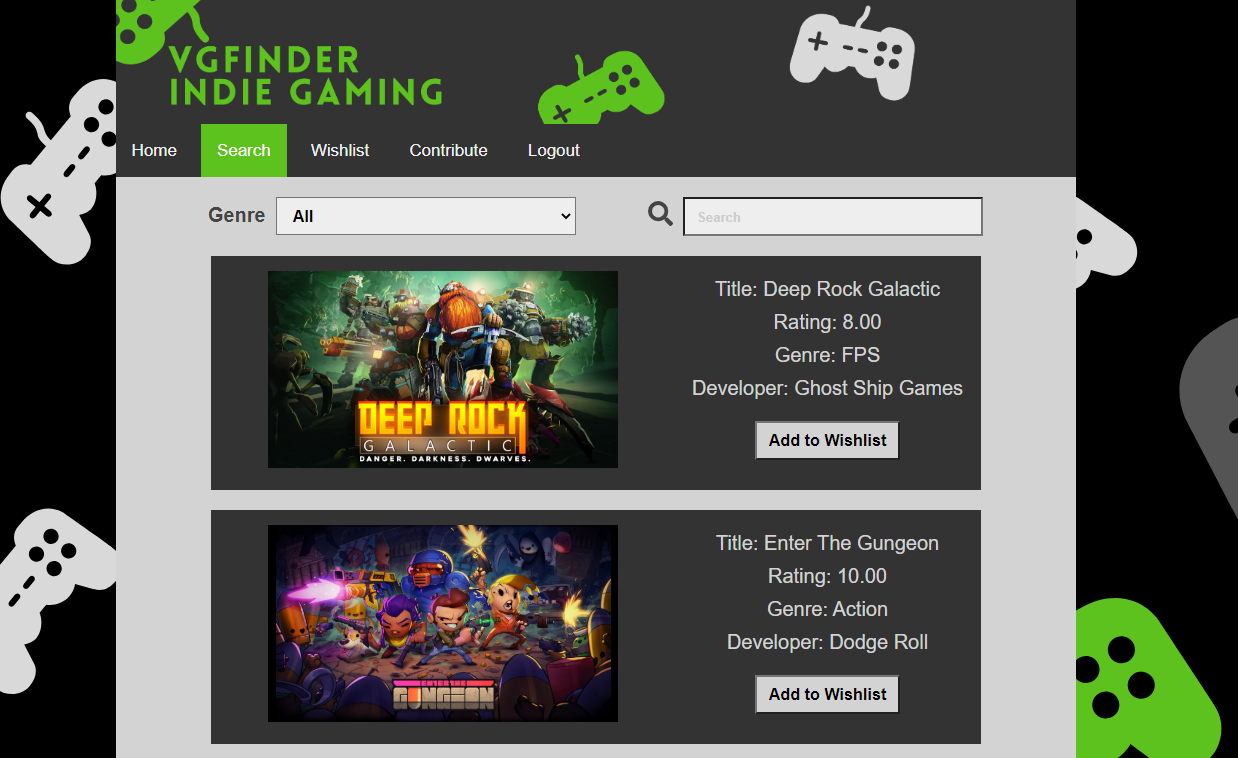 VGFINDER
INDIE GAMING
Home Search Wishlist Contribute Logout
Genre All Search
DEEP ROCK
GALACTIC
DANGER. DARKNESS. DWARVES.
Title: Deep Rock Galactic
Rating: 8.00
Genre: FPS
Developer: Ghost Ship Games
Add to Wishlist
ENTER THE
GUNGEON
Title: Enter The Gungeon
Rating: 10.00
Genre: Action
Developer: Dodge Roll
Add to Wishlist